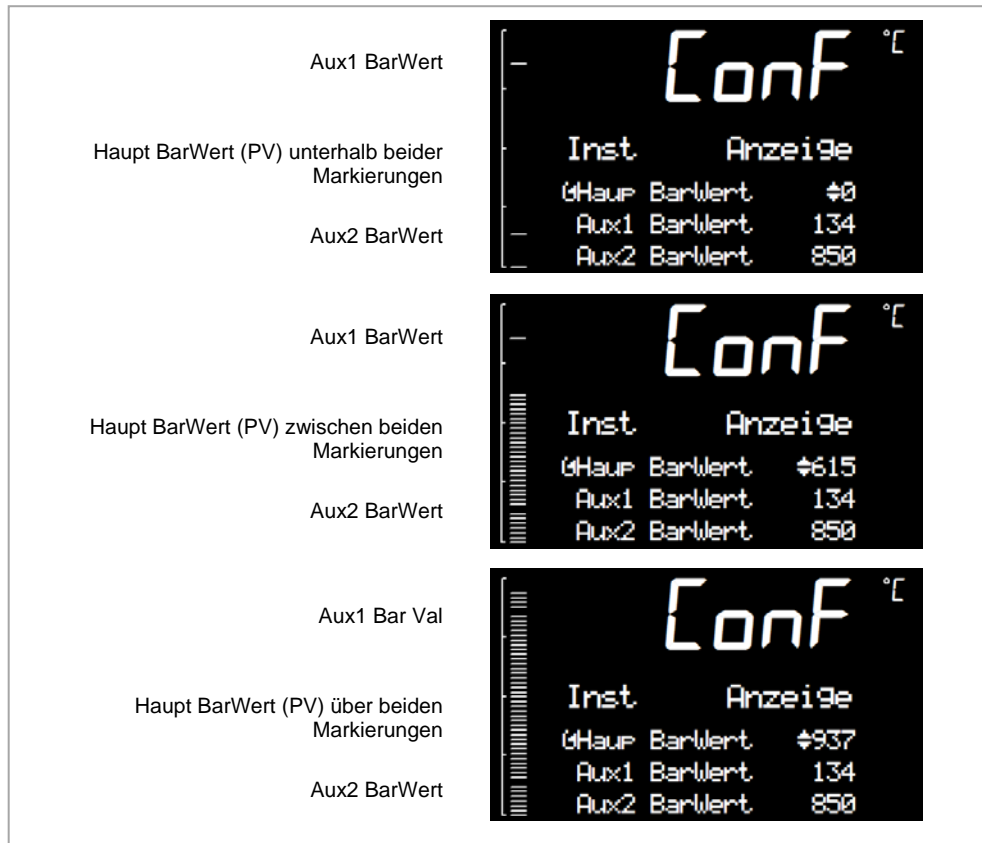 Aux1 BarWert
Haupt BarWert (PV) unterhalb beider
Markierungen
Aux2 BarWert
ConF °C
Inst Anzeige
Haup BarWert 0
Aux1 BarWert 134
Aux2 BarWert 850
Aux1 BarWert
Haupt BarWert (PV) zwischen beiden
Markierungen
Aux2 BarWert
ConF °C
Inst Anzeige
Haup BarWert 615
Aux1 BarWert 134
Aux2 BarWert 850
Aux1 Bar Val
Haupt BarWert (PV) über beiden
Markierungen
Aux2 BarWert
ConF °C
Inst Anzeige
Haup BarWert 937
Aux1 BarWert 134
Aux2 BarWert 850